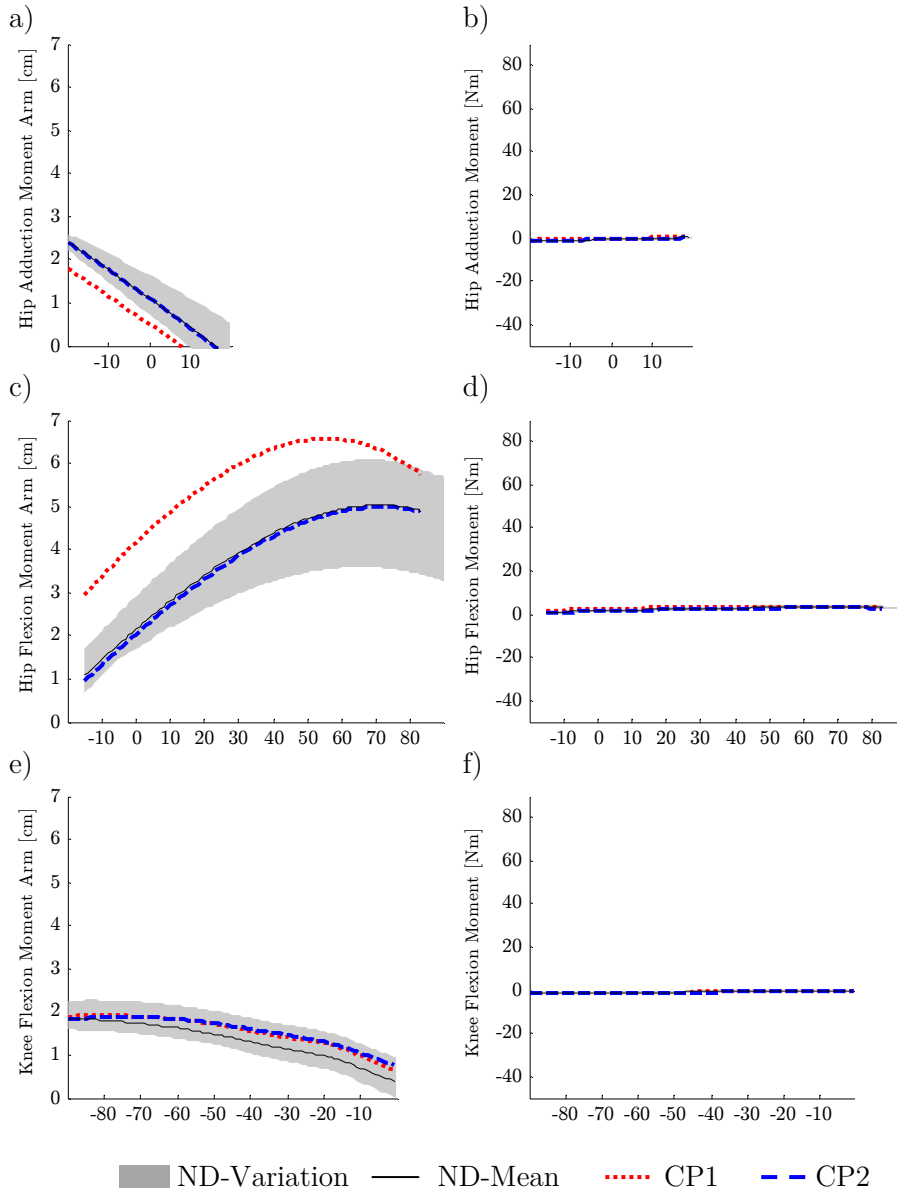 a)
Hip Adduction Moment Arm [cm]
7
6
5
4
3
2
1
0
-10 0 10
b)
Hip Adduction Moment [Nm]
80
60
40
20
0
-20
-40
-10 0 10
c)
Hip Flexion Moment Arm [cm]
7
6
5
4
3
2
1
0
-10 0 10 20 30 40 50 60 70 80
d)
Hip Flexion Moment [Nm]
80
60
40
20
0
-20
-40
-10 0 10 20 30 40 50 60 70 80
e)
Knee Flexion Moment Arm [cm]
7
6
5
4
3
2
1
0
-80 -70 -60 -50 -40 -30 -20 -10
f)
Knee Flexion Moment [Nm]
80
60
40
20
0
-20
-40
-80 -70 -60 -50 -40 -30 -20 -10
ND-Variation ND-Mean CP1 CP2